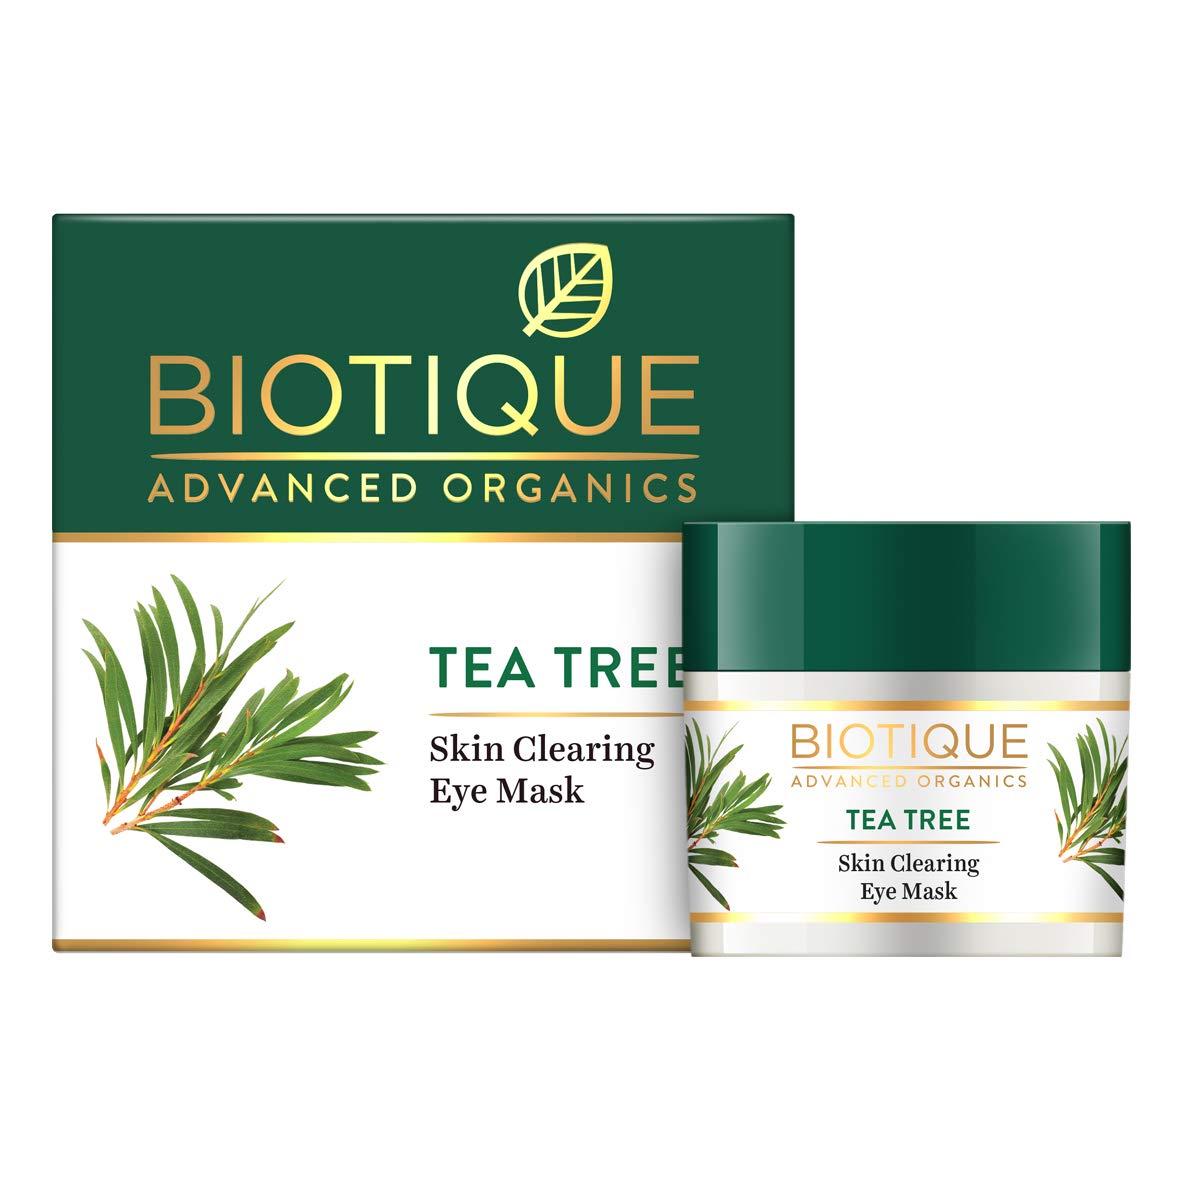 BIOTIQUE
ADVANCED ORGANICS
TEA TREE
Skin Clearing
Eye Mask
BIOTIQUE
ADVANCED ORGANICS
TEA TREE
Skin Clearing
Eye Mask